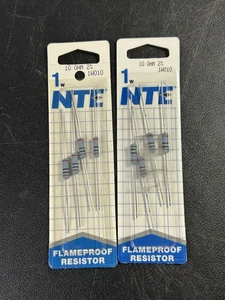 10 OHM 2%
1W010
1W
NTE
FLAMEPROOF
RESISTOR
10 OHM 2%
1W010
1W
NTE
FLAMEPROOF
RESISTOR